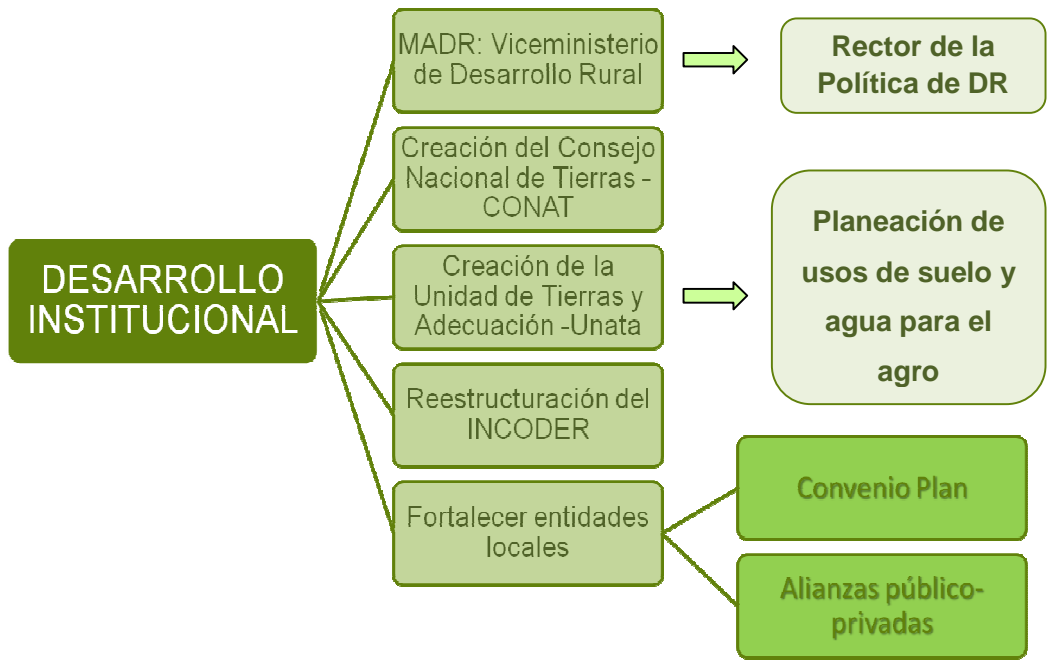 DESARROLLO
INSTITUCIONAL
MADR: Viceministerio
de Desarrollo Rural
Rector de la
Política de DR
Creación del Consejo
Nacional de Tierras -
CONAT
Creación de la
Unidad de Tierras y
Adecuación -Unata
Planeación de
usos de suelo y
agua para el
agro
Reestructuración del
INCODER
Fortalecer entidades
locales
Convenio Plan
Alianzas público-
privadas